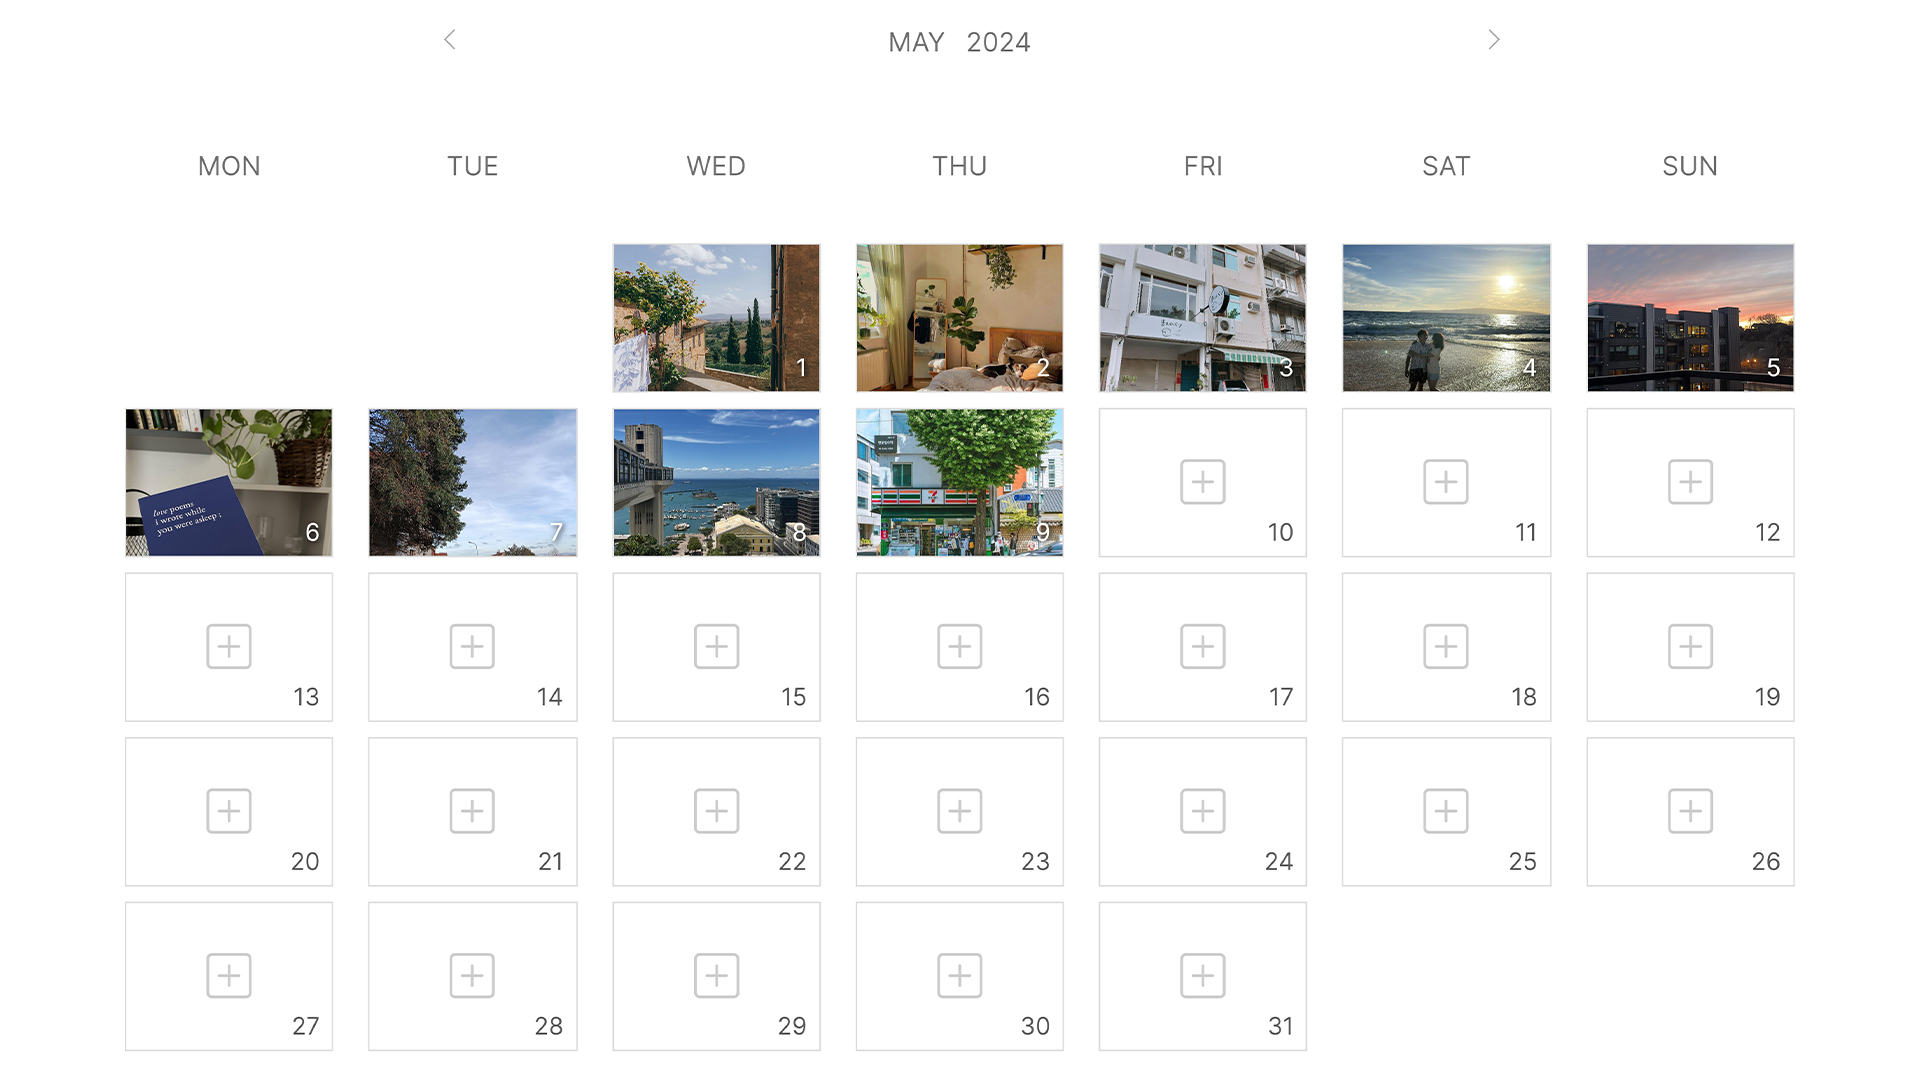 MAY 2024
MON TUE WED THU FRI SAT SUN
1 2 3 4 5
love poems
i wrote while
you were asleep ;
6 7 8 9 10 11 12
13 14 15 16 17 18 19
20 21 22 23 24 25 26
27 28 29 30 31